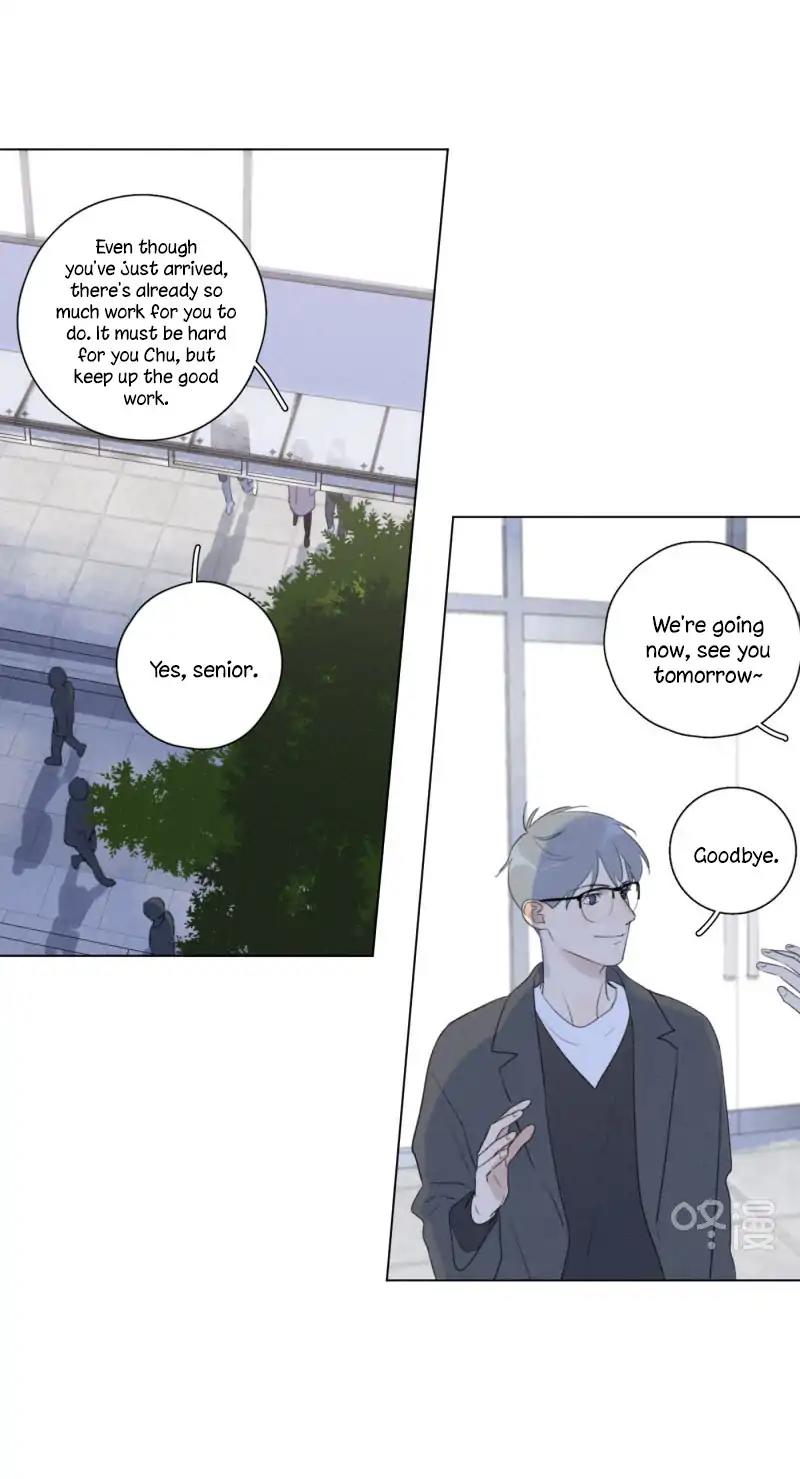 Even though
you've just arrived,
there's already so
much work for you to
do. It must be hard
for you Chu, but
keep up the good
work.
Yes, senior.
We're going
now, see you
tomorrow~
Goodbye.
咚漫